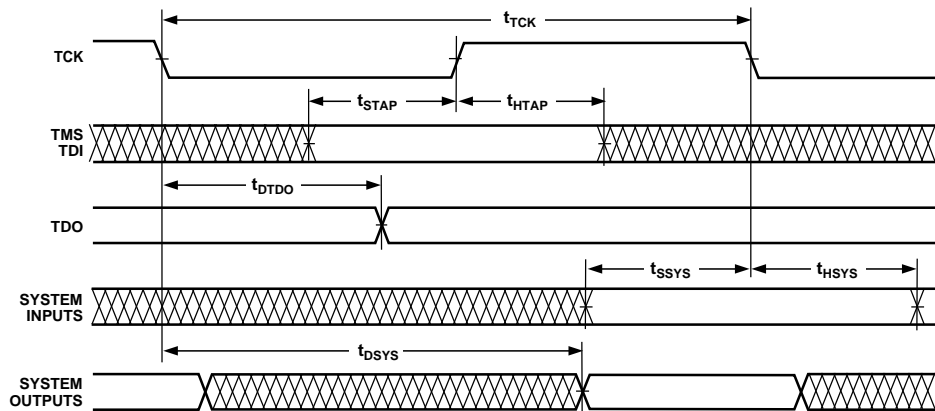 tTCK
TCK
tSTAP
tHTAP
TMS
TDI
tDTDO
TDO
tSSYS
tHSYS
SYSTEM
INPUTS
tDSYS
SYSTEM
OUTPUTS